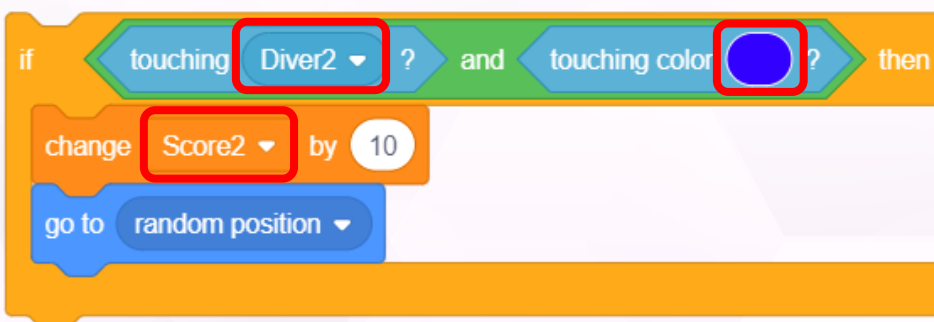 if touching Diver2 ? and touching color ? then
change Score2 by 10
go to random position